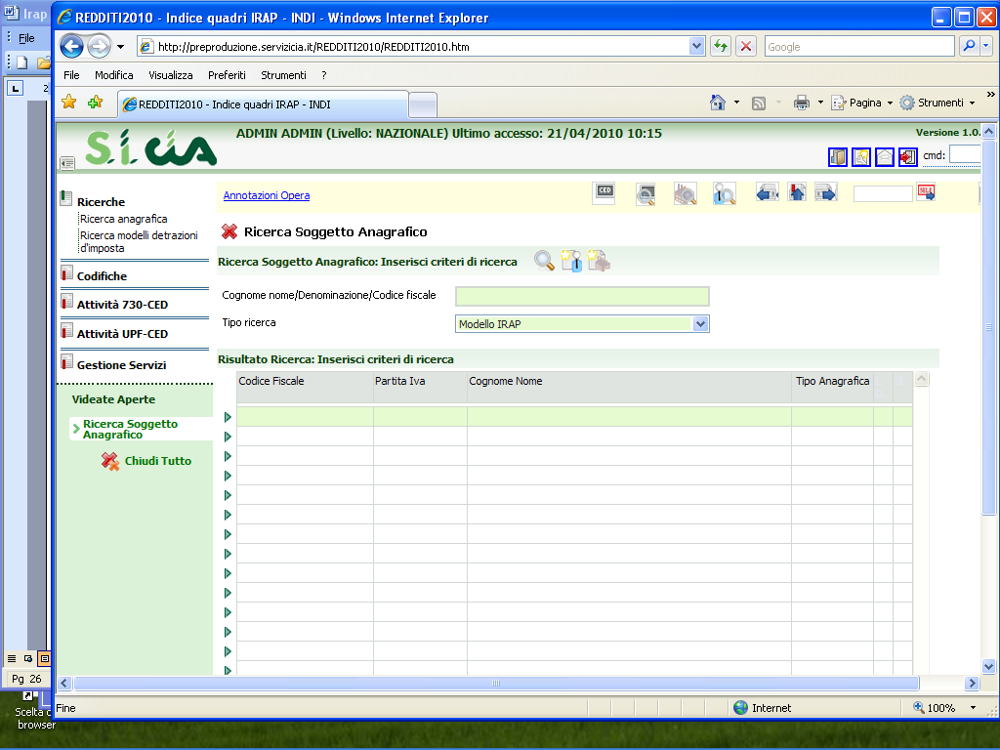 Irap
REDDITI2010 - Indice quadri IRAP - INDI - Windows Internet Explorer
File
http://preproduzione.servizicia.it/REDDITI2010/REDDITI2010.htm
Google
File Modifica Visualizza Preferiti Strumenti ?
L 2
REDDITI2010 - Indice quadri IRAP - INDI
Pagina Strumenti
S.i.cia
ADMIN ADMIN (Livello: NAZIONALE) Ultimo accesso: 21/04/2010 10:15
Versione 1.0.
cmd:
Ricerche
Ricerca anagrafica
Ricerca modelli detrazioni
d'imposta
Codifiche
Attività 730-CED
Attività UPF-CED
Gestione Servizi
Videate Aperte
Ricerca Soggetto
Anagrafico
Chiudi Tutto
Annotazioni Opera
CED
Ricerca Soggetto Anagrafico
Ricerca Soggetto Anagrafico: Inserisci criteri di ricerca
Cognome nome/Denominazione/Codice fiscale
Tipo ricerca
Modello IRAP
Risultato Ricerca: Inserisci criteri di ricerca
Codice Fiscale Partita Iva Cognome Nome Tipo Anagrafica
Pg 26
Fine
Internet
100%
Scelta
browser